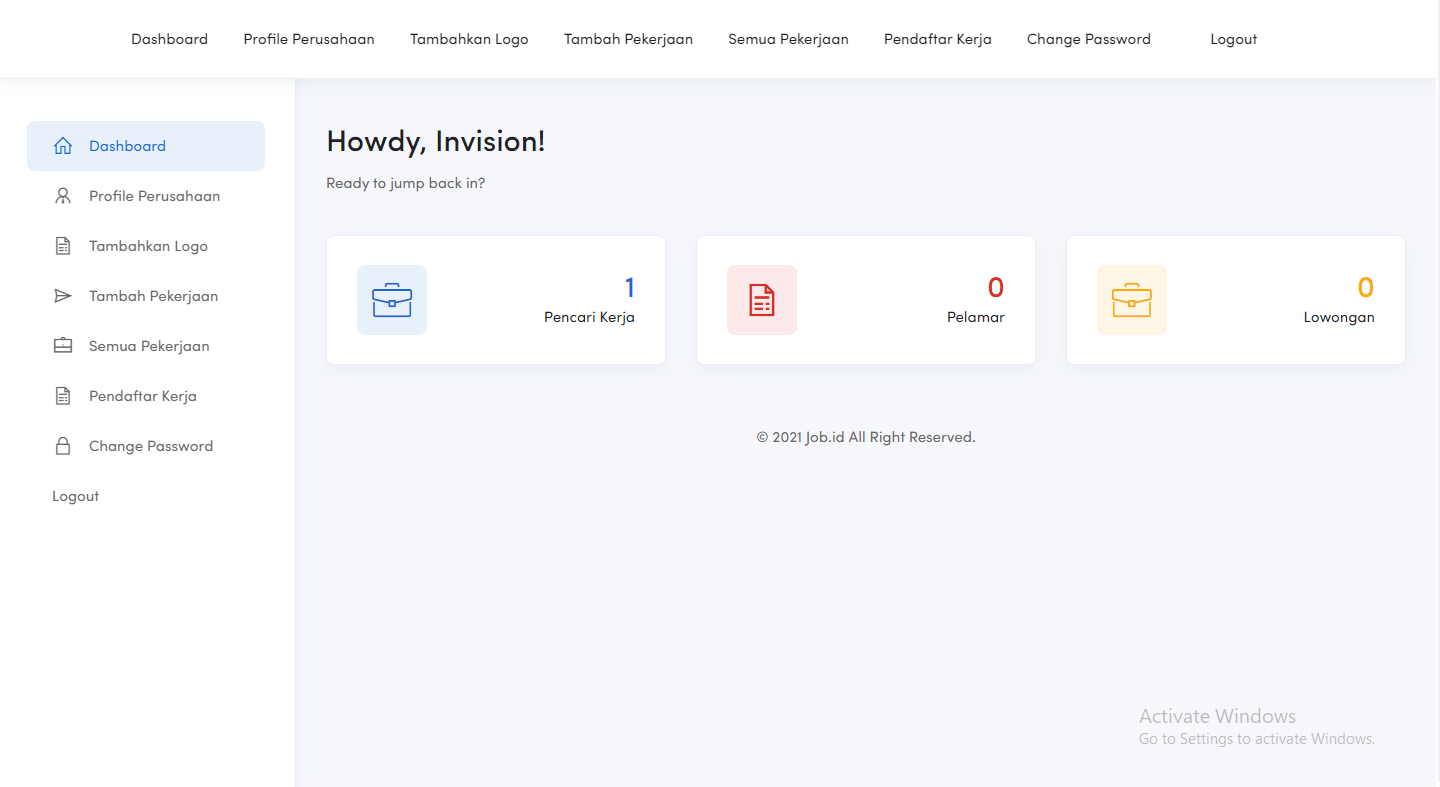 Dashboard Profile Perusahaan Tambahkan Logo Tambah Pekerjaan Semua Pekerjaan Pendaftar Kerja Change Password Logout
Dashboard
Profile Perusahaan
Tambahkan Logo
Tambah Pekerjaan
Semua Pekerjaan
Pendaftar Kerja
Change Password
Logout
Howdy, Invision!
Ready to jump back in?
1
Pencari Kerja
0
Pelamar
0
Lowongan
© 2021 Job.id All Right Reserved.
Activate Windows
Go to Settings to activate Windows.